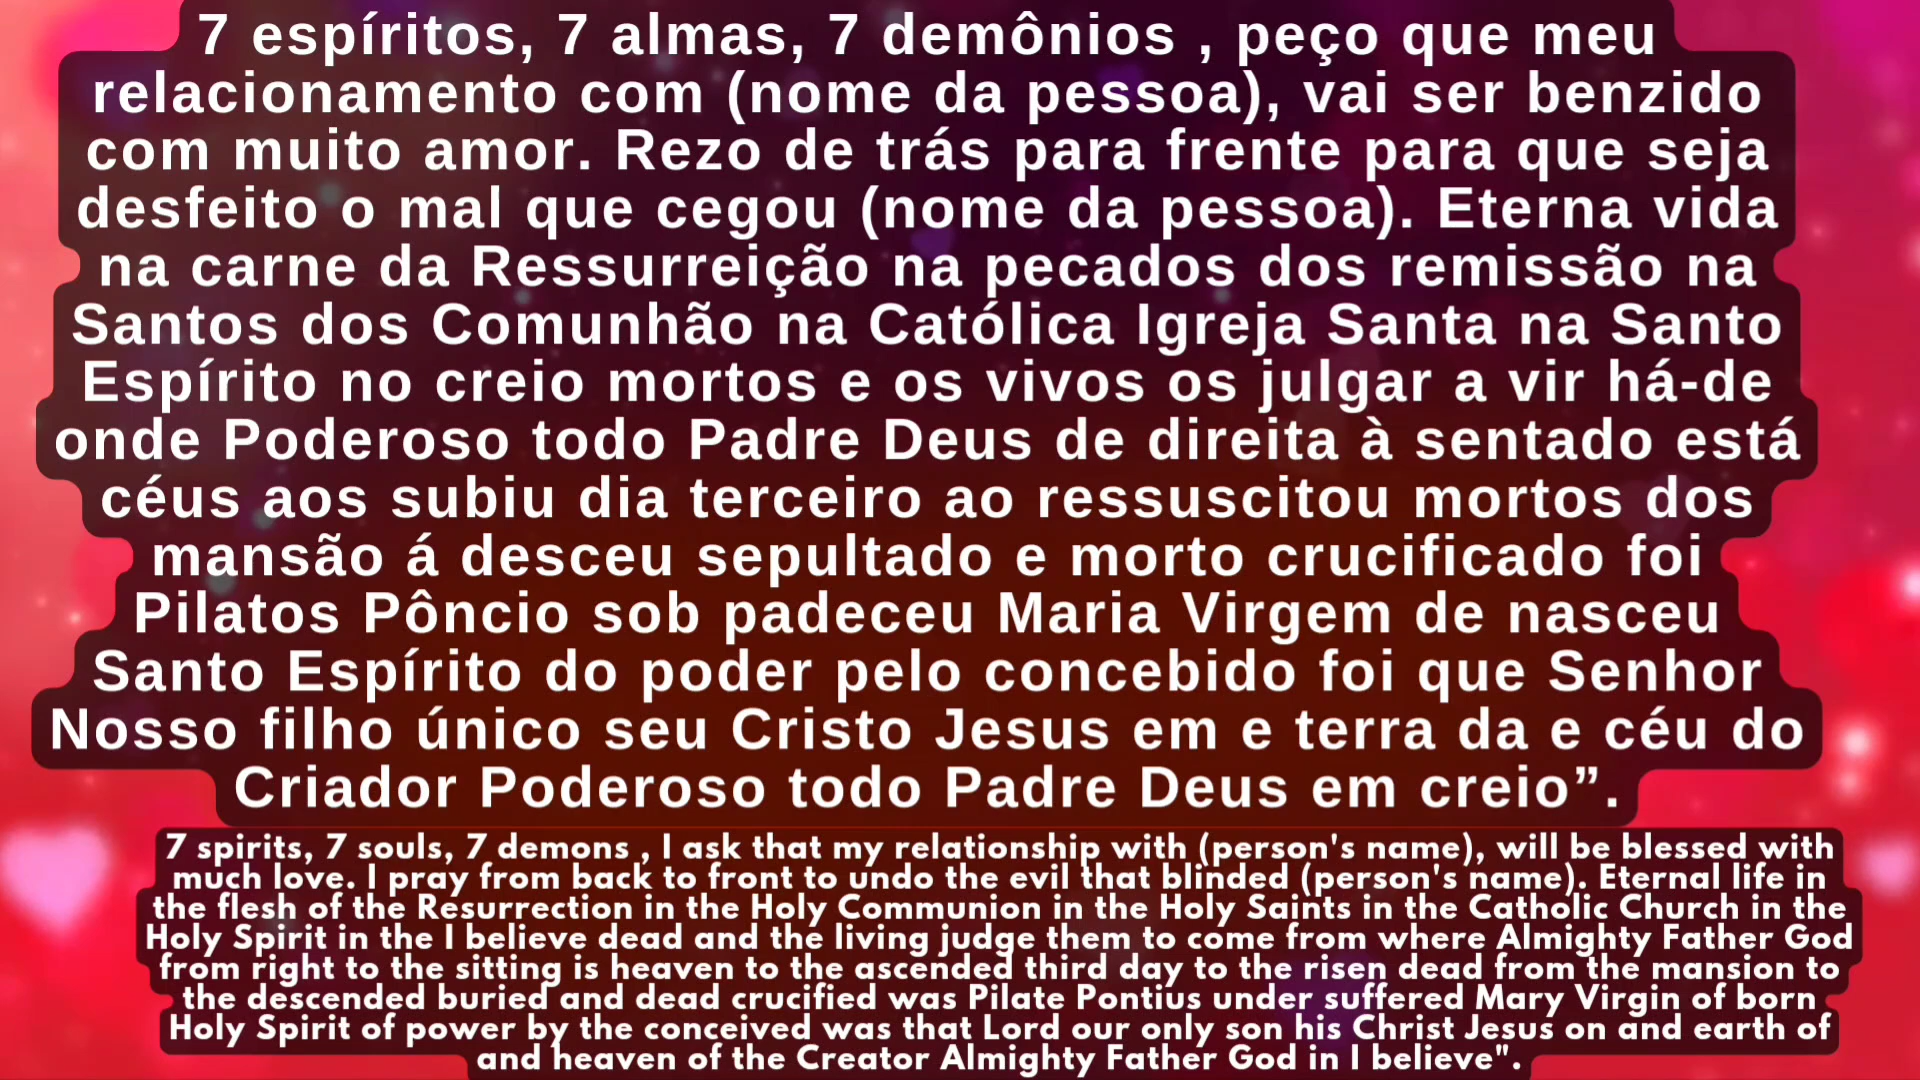 7 espíritos, 7 almas, 7 demônios , peço que meu
relacionamento com (nome da pessoa), vai ser benzido
com muito amor. Rezo de trás para frente para que seja
desfeito o mal que cegou (nome da pessoa). Eterna vida
na carne da Ressurreição na pecados dos remissão na
Santos dos Comunhão na Católica Igreja Santa na Santo
Espírito no creio mortos e os vivos os julgar a vir há-de
onde Poderoso todo Padre Deus de direita à sentado está
céus aos subiu dia terceiro ao ressuscitou mortos dos
mansão á desceu sepultado e morto crucificado foi
Pilatos Pôncio sob padeceu Maria Virgem de nasceu
Santo Espírito do poder pelo concebido foi que Senhor
Nosso filho único seu Cristo Jesus em e terra da e céu do
Criador Poderoso todo Padre Deus em creio”.
7 spirits, 7 souls, 7 demons , I ask that my relationship with (person's name), will be blessed with
much love. I pray from back to front to undo the evil that blinded (person's name). Eternal life in
the flesh of the Resurrection in the Holy Communion in the Holy Saints in the Catholic Church in the
Holy Spirit in the I believe dead and the living judge them to come from where Almighty Father God
from right to the sitting is heaven to the ascended third day to the risen dead from the mansion to
the descended buried and dead crucified was Pilate Pontius under suffered Mary Virgin of born
Holy Spirit of power by the conceived was that Lord our only son his Christ Jesus on and earth of
and heaven of the Creator Almighty Father God in I believe".